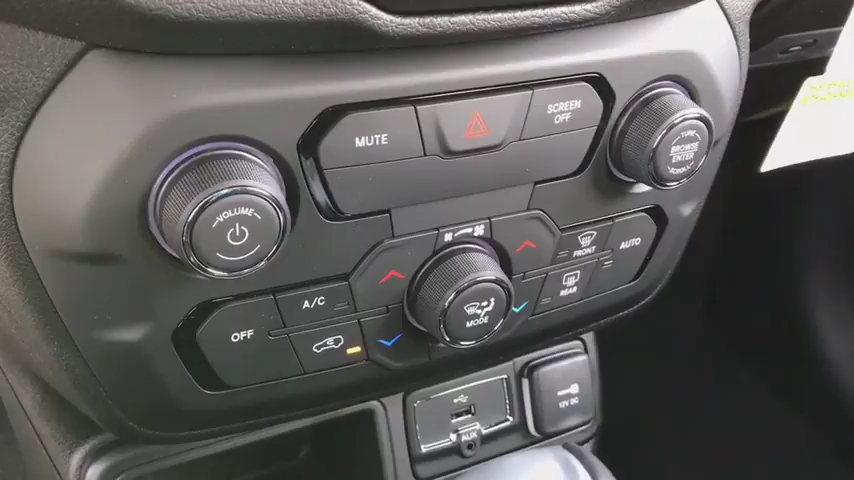 MUTE
SCREEN
OFF
TUNE
BROWSE
ENTER
SCROLL
VOLUME
A/C
OFF
MODE
FRONT
REAR
AUTO
AUX
12V DC